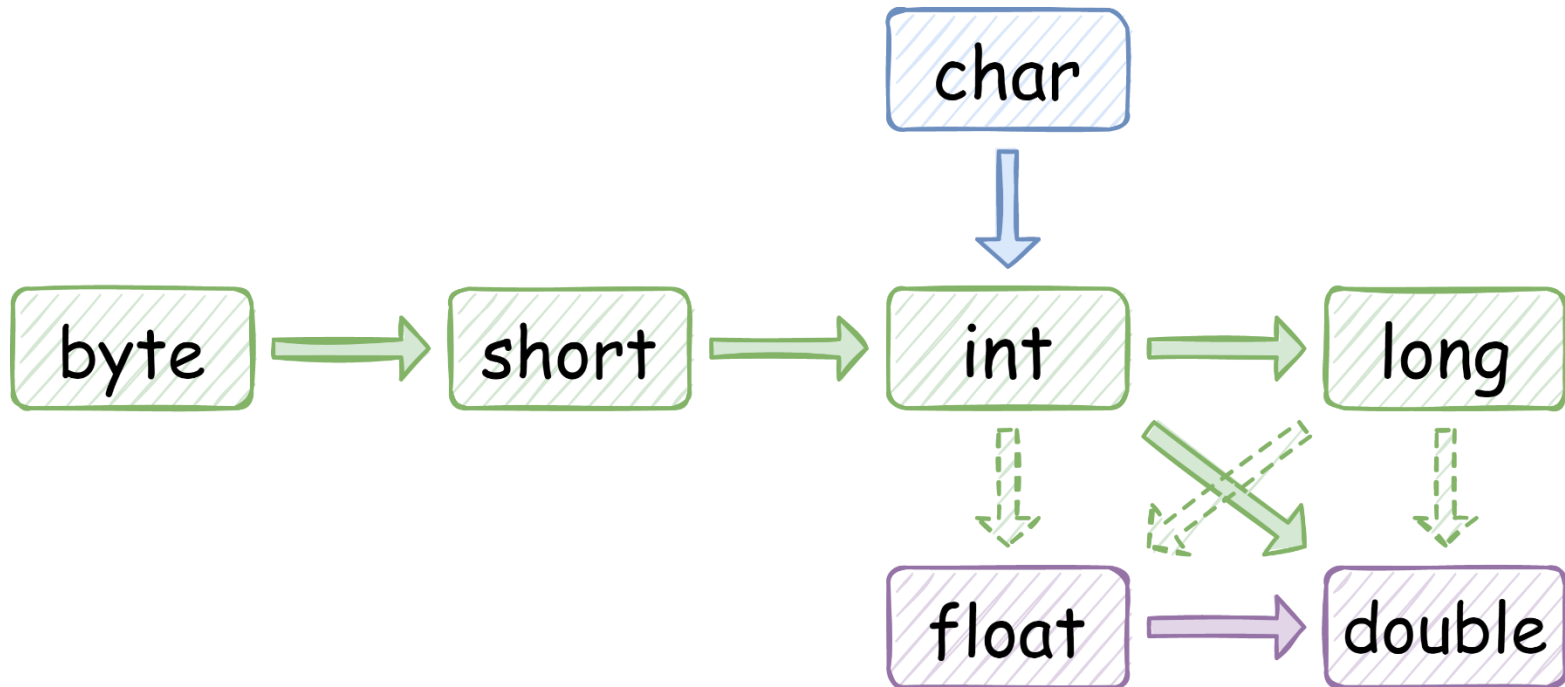 char
byte
short
int
long
float
double